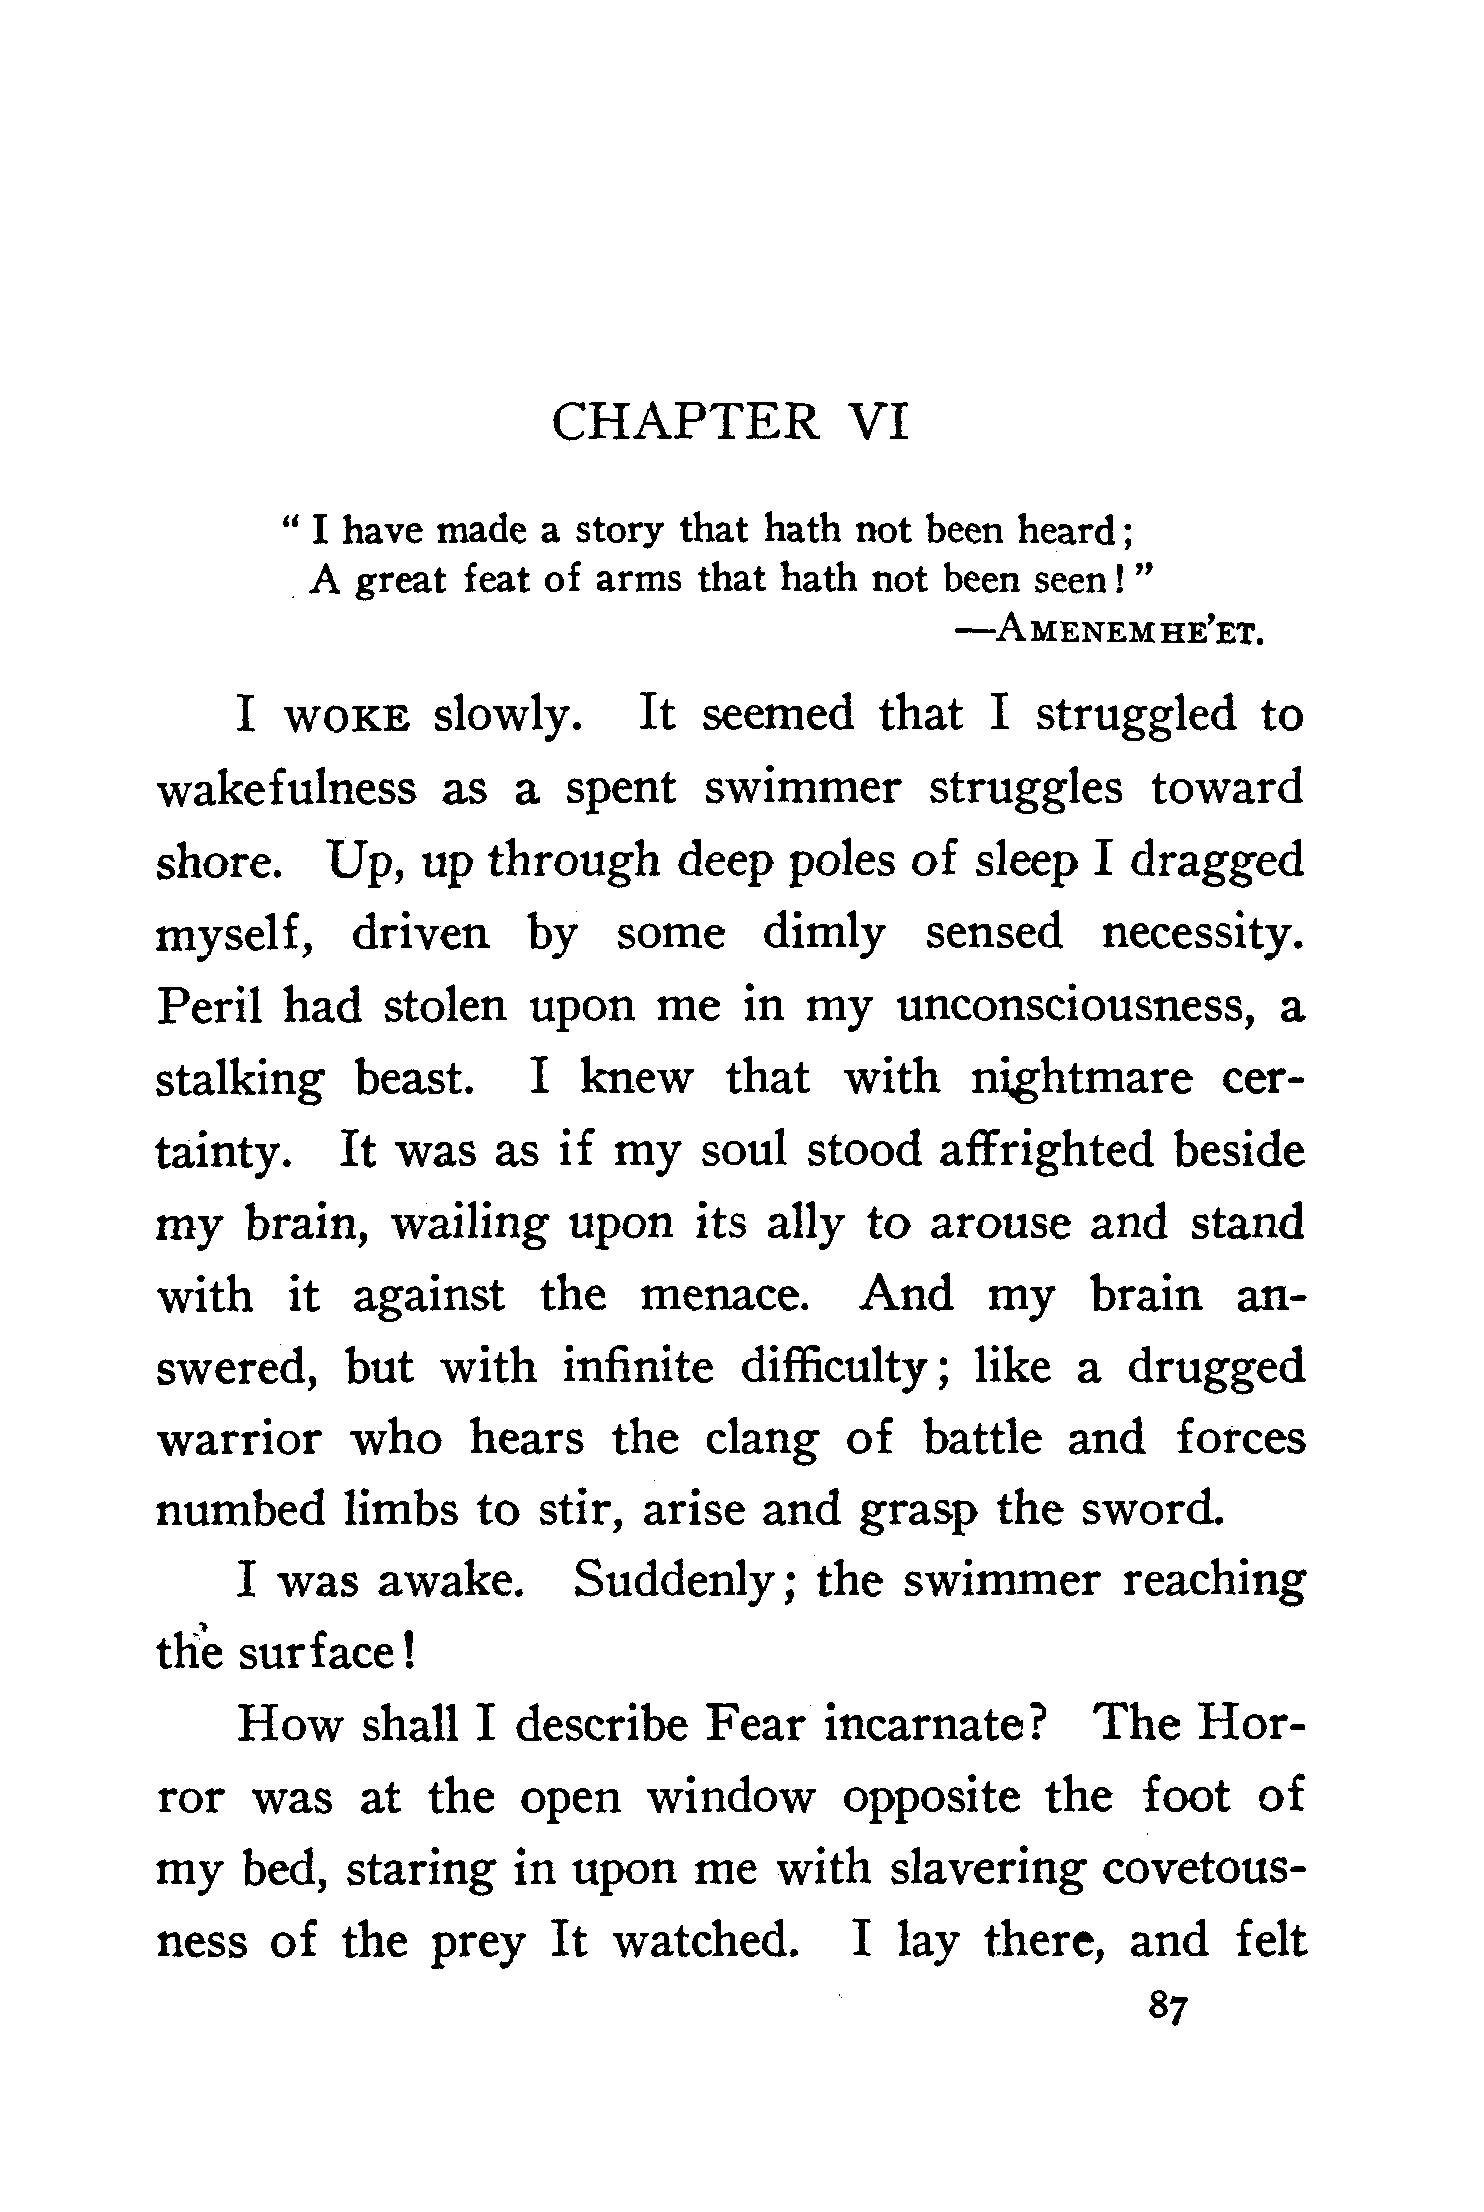 CHAPTER VI
“ I have made a story that hath not been heard;
A great feat of arms that hath not been seen! ”
—AMENEMHE’ET.
I WOKE slowly. It seemed that I struggled to
wakefulness as a spent swimmer struggles toward
shore. Up, up through deep poles of sleep I dragged
myself, driven by some dimly sensed necessity.
Peril had stolen upon me in my unconsciousness, a
stalking beast. I knew that with nightmare cer-
tainty. It was as if my soul stood affrighted beside
my brain, wailing upon its ally to arouse and stand
with it against the menace. And my brain an-
swered, but with infinite difficulty; like a drugged
warrior who hears the clang of battle and forces
numbed limbs to stir, arise and grasp the sword.
I was awake. Suddenly; the swimmer reaching
the surface!
How shall I describe Fear incarnate? The Hor-
ror was at the open window opposite the foot of
my bed, staring in upon me with slavering covetous-
ness of the prey It watched. I lay there, and felt
87